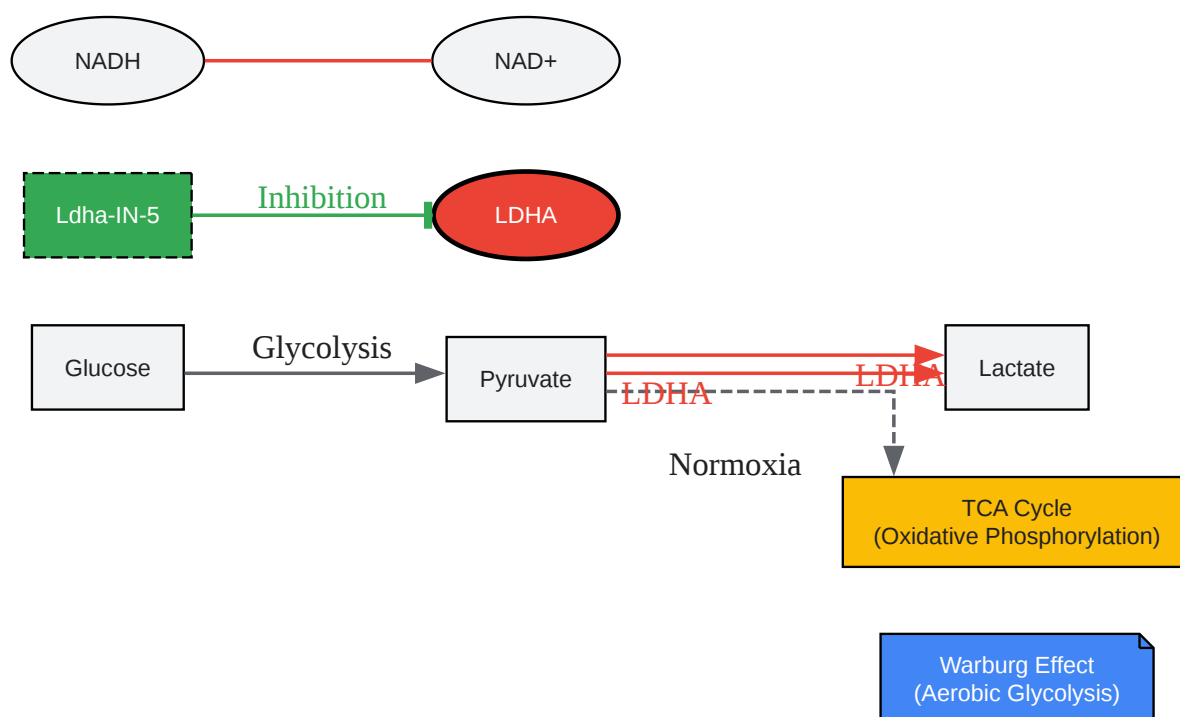 NADH
NAD+
Ldha-IN-5
Inhibition
LDHA
Glucose
Glycolysis
Pyruvate
LDHA
LDHA
Lactate
Normoxia
TCA Cycle
(Oxidative Phosphorylation)
Warburg Effect
(Aerobic Glycolysis)